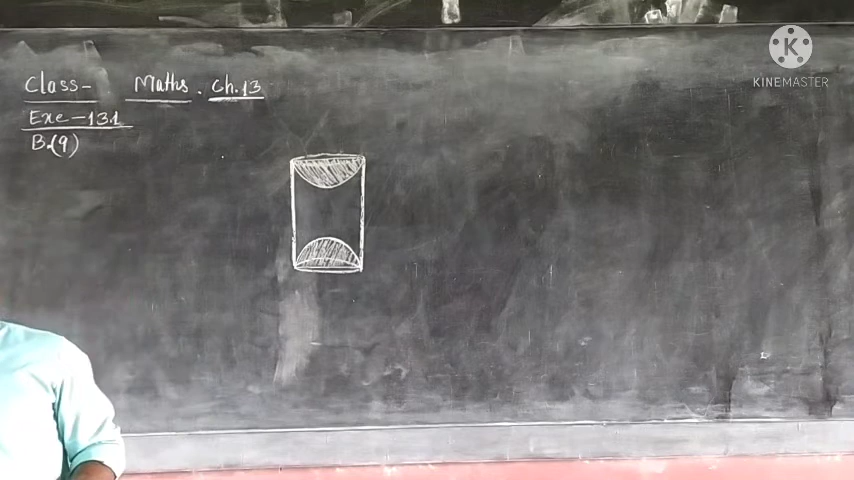 Class- Maths. Ch.13
Exe-13.1
B.(9)
K
KINEMASTER